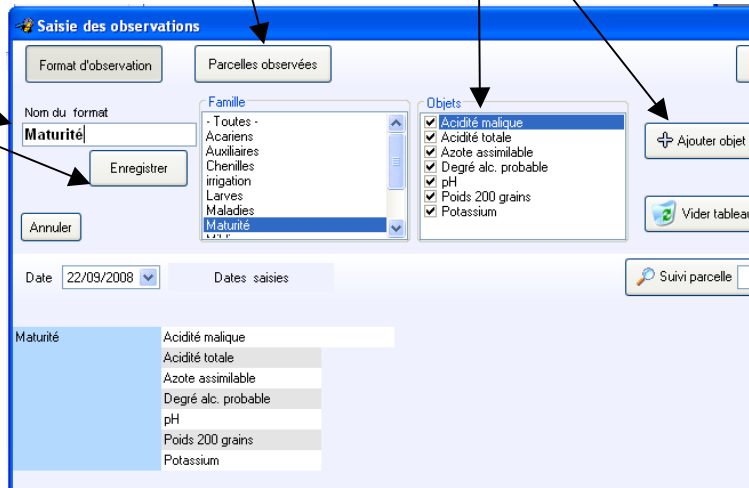 Saisie des observations
Format d'observation
Parcelles observées
Nom du format
Maturité
Enregistrer
Annuler
Famille
- Toutes -
Acariens
Auxiliaires
Chenilles
irrigation
Larves
Maladies
Maturité
Objets
Acidité malique
Acidité totale
Azote assimilable
Degré alc. probable
pH
Poids 200 grains
Potassium
Ajouter objet
Vider tableau
Date 22/09/2008
Dates saisies
Suivi parcelle
Maturité
Acidité malique
Acidité totale
Azote assimilable
Degré alc. probable
pH
Poids 200 grains
Potassium